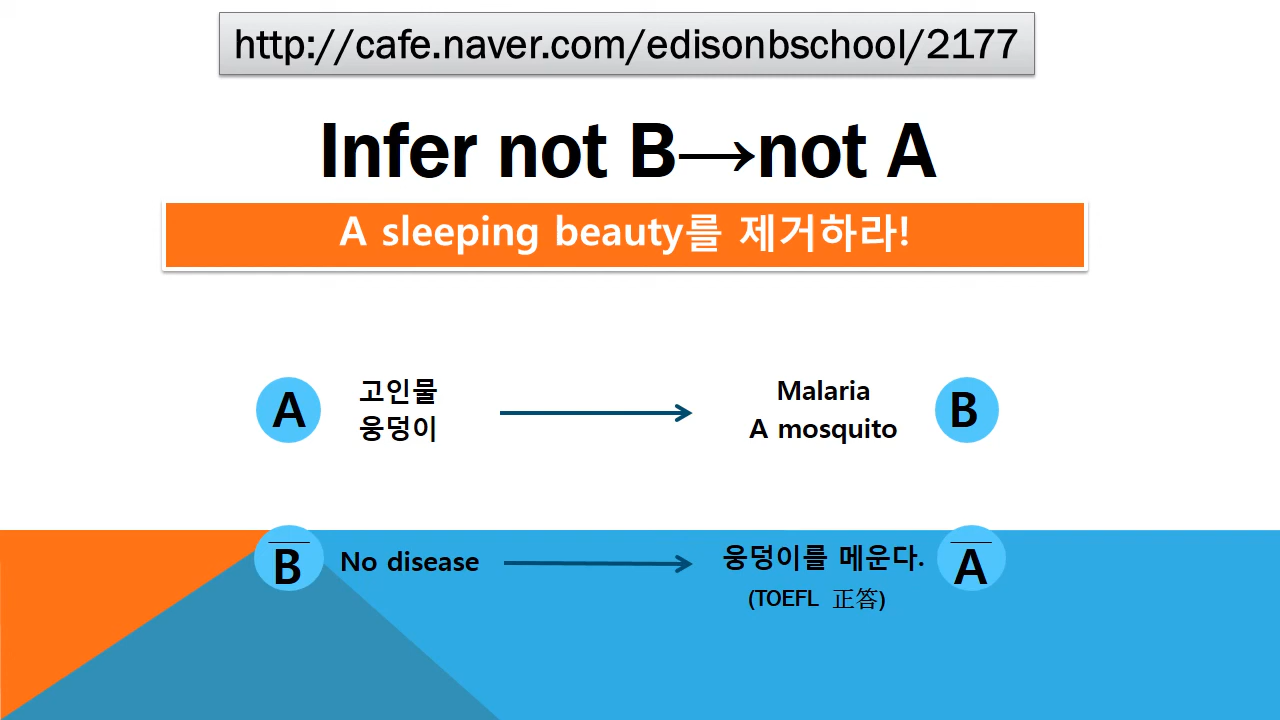 http://cafe.naver.com/edisonbschool/2177
Infer not B→not A
A sleeping beauty를 제거하라!
A
고인물
웅덩이
Malaria
A mosquito
B
B
No disease
웅덩이를 메운다.
(TOEFL 正答)
A